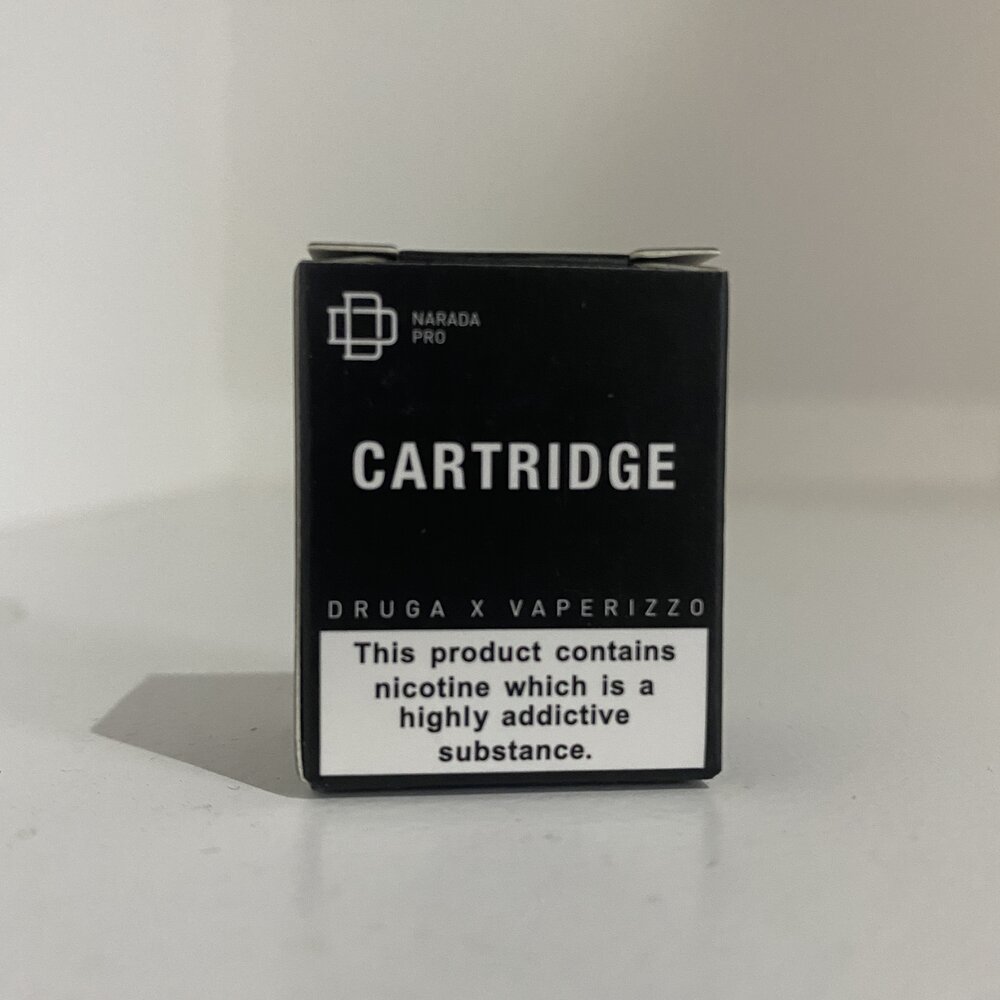 NARADA
PRO
CARTRIDGE
DRUGA X VAPERIZZO
This product contains
nicotine which is a
highly addictive
substance.